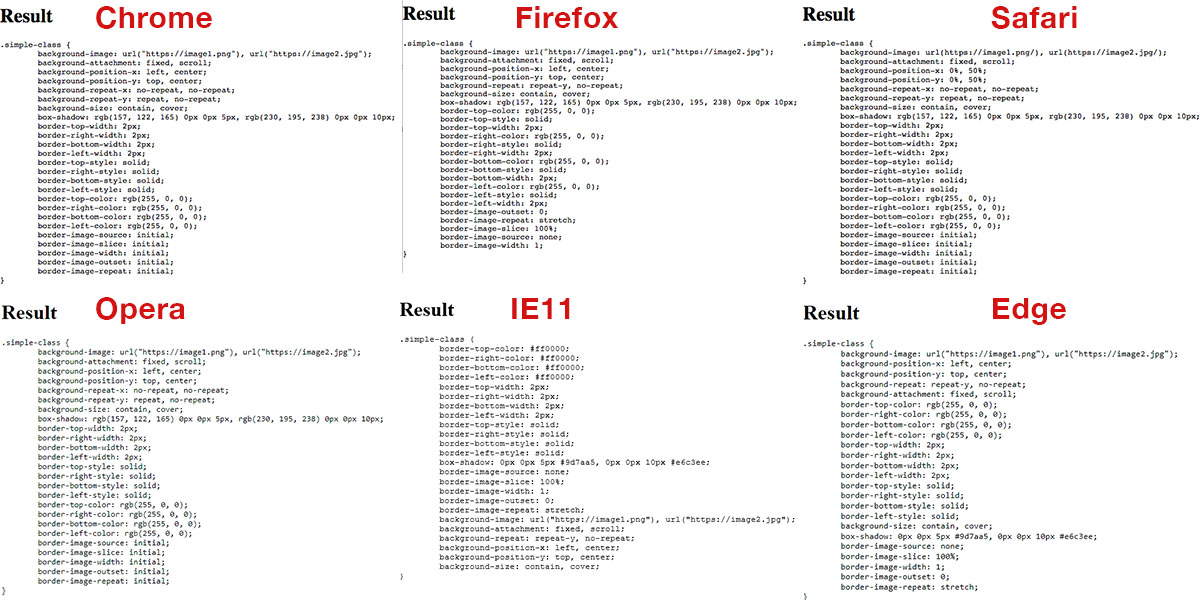 Result
Chrome
.simple-class {
background-image: url("https://image1.png"), url("https://image2.jpg");
background-attachment: fixed, scroll;
background-position-x: left, center;
background-position-y: top, center;
background-repeat-x: no-repeat, no-repeat;
background-repeat-y: repeat, no-repeat;
background-size: contain, cover;
box-shadow: rgb(157, 122, 165) 0px 0px 5px, rgb(230, 195, 238) 0px 0px 10px;
border-top-width: 2px;
border-right-width: 2px;
border-bottom-width: 2px;
border-left-width: 2px;
border-top-style: solid;
border-right-style: solid;
border-bottom-style: solid;
border-left-style: solid;
border-top-color: rgb(255, 0, 0);
border-right-color: rgb(255, 0, 0);
border-bottom-color: rgb(255, 0, 0);
border-left-color: rgb(255, 0, 0);
border-image-source: initial;
border-image-slice: initial;
border-image-width: initial;
border-image-outset: initial;
border-image-repeat: initial;
}
Result
Firefox
.simple-class {
background-image: url("https://image1.png"), url("https://image2.jpg");
background-attachment: fixed, scroll;
background-position-x: left, center;
background-position-y: top, center;
background-repeat: repeat-y, no-repeat;
background-size: contain, cover;
box-shadow: rgb(157, 122, 165) 0px 0px 5px, rgb(230, 195, 238) 0px 0px 10px;
border-top-color: rgb(255, 0, 0);
border-top-style: solid;
border-top-width: 2px;
border-right-color: rgb(255, 0, 0);
border-right-style: solid;
border-right-width: 2px;
border-bottom-color: rgb(255, 0, 0);
border-bottom-style: solid;
border-bottom-width: 2px;
border-left-color: rgb(255, 0, 0);
border-left-style: solid;
border-left-width: 2px;
border-image-outset: 0;
border-image-repeat: stretch;
border-image-slice: 100%;
border-image-source: none;
border-image-width: 1;
}
Result
Safari
.simple-class {
background-image: url(https://image1.png/), url(https://image2.jpg/);
background-attachment: fixed, scroll;
background-position-x: 0%, 50%;
background-position-y: 0%, 50%;
background-repeat-x: no-repeat, no-repeat;
background-repeat-y: repeat, no-repeat;
background-size: contain, cover;
box-shadow: rgb(157, 122, 165) 0px 0px 5px, rgb(230, 195, 238) 0px 0px 10px;
border-top-width: 2px;
border-right-width: 2px;
border-bottom-width: 2px;
border-left-width: 2px;
border-top-style: solid;
border-right-style: solid;
border-bottom-style: solid;
border-left-style: solid;
border-top-color: rgb(255, 0, 0);
border-right-color: rgb(255, 0, 0);
border-bottom-color: rgb(255, 0, 0);
border-left-color: rgb(255, 0, 0);
border-image-source: initial;
border-image-slice: initial;
border-image-width: initial;
border-image-outset: initial;
border-image-repeat: initial;
}
Result
Opera
.simple-class {
background-image: url("https://image1.png"), url("https://image2.jpg");
background-attachment: fixed, scroll;
background-position-x: left, center;
background-position-y: top, center;
background-repeat-x: no-repeat, no-repeat;
background-repeat-y: repeat, no-repeat;
background-size: contain, cover;
box-shadow: rgb(157, 122, 165) 0px 0px 5px, rgb(230, 195, 238) 0px 0px 10px;
border-top-width: 2px;
border-right-width: 2px;
border-bottom-width: 2px;
border-left-width: 2px;
border-top-style: solid;
border-right-style: solid;
border-bottom-style: solid;
border-left-style: solid;
border-top-color: rgb(255, 0, 0);
border-right-color: rgb(255, 0, 0);
border-bottom-color: rgb(255, 0, 0);
border-left-color: rgb(255, 0, 0);
border-image-source: initial;
border-image-slice: initial;
border-image-width: initial;
border-image-outset: initial;
border-image-repeat: initial;
}
Result
IE11
.simple-class {
border-top-color: #ff0000;
border-right-color: #ff0000;
border-bottom-color: #ff0000;
border-left-color: #ff0000;
border-top-width: 2px;
border-right-width: 2px;
border-bottom-width: 2px;
border-left-width: 2px;
border-top-style: solid;
border-right-style: solid;
border-bottom-style: solid;
border-left-style: solid;
box-shadow: 0px 0px 5px #9d7aa5, 0px 0px 10px #e6c3ee;
border-image-source: none;
border-image-slice: 100%;
border-image-width: 1;
border-image-outset: 0;
border-image-repeat: stretch;
background-image: url("https://image1.png"), url("https://image2.jpg");
background-attachment: fixed, scroll;
background-repeat: repeat-y, no-repeat;
background-position-x: left, center;
background-position-y: top, center;
background-size: contain, cover;
}
Result
Edge
.simple-class {
background-image: url("https://image1.png"), url("https://image2.jpg");
background-position-x: left, center;
background-position-y: top, center;
background-repeat: repeat-y, no-repeat;
background-attachment: fixed, scroll;
border-top-color: rgb(255, 0, 0);
border-right-color: rgb(255, 0, 0);
border-bottom-color: rgb(255, 0, 0);
border-left-color: rgb(255, 0, 0);
border-top-width: 2px;
border-right-width: 2px;
border-bottom-width: 2px;
border-left-width: 2px;
border-top-style: solid;
border-right-style: solid;
border-bottom-style: solid;
border-left-style: solid;
background-size: contain, cover;
box-shadow: 0px 0px 5px #9d7aa5, 0px 0px 10px #e6c3ee;
border-image-source: none;
border-image-slice: 100%;
border-image-width: 1;
border-image-outset: 0;
border-image-repeat: stretch;
}